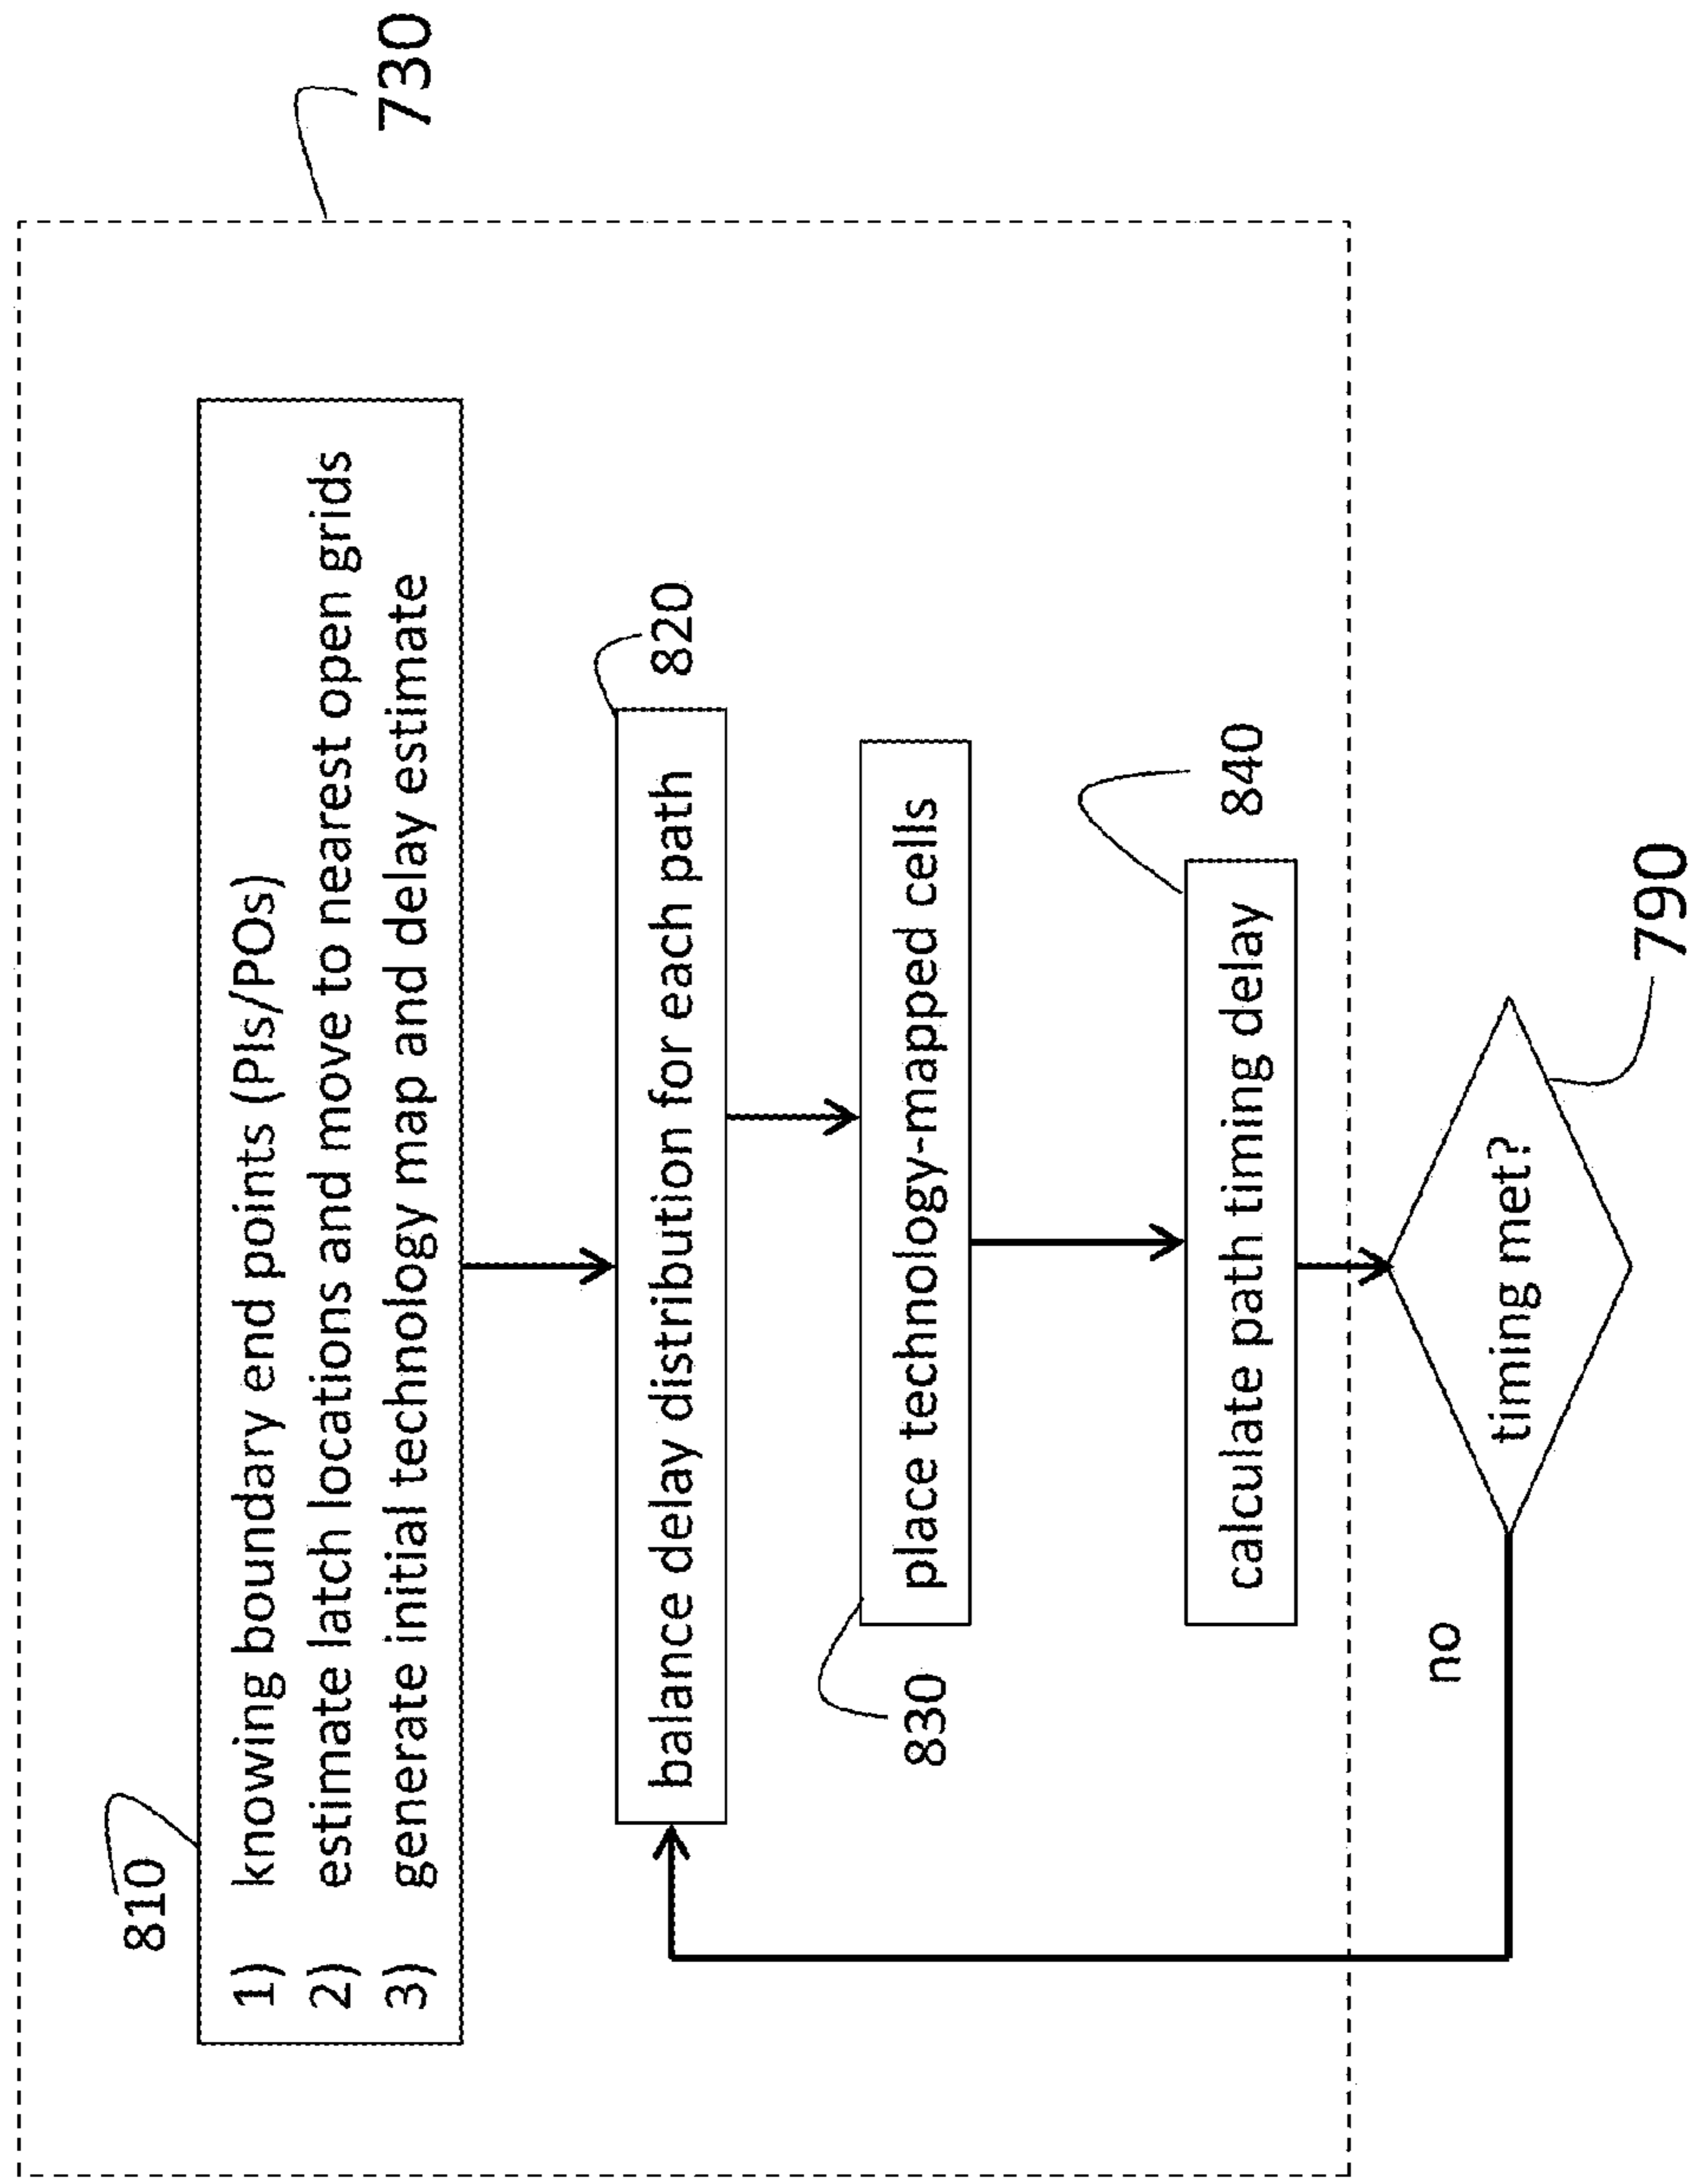 730
810
1) knowing boundary end points (PIs/POs)
2) estimate latch locations and move to nearest open grids
3) generate initial technology map and delay estimate
820
balance delay distribution for each path
830
place technology-mapped cells
840
calculate path timing delay
no
timing met?
790